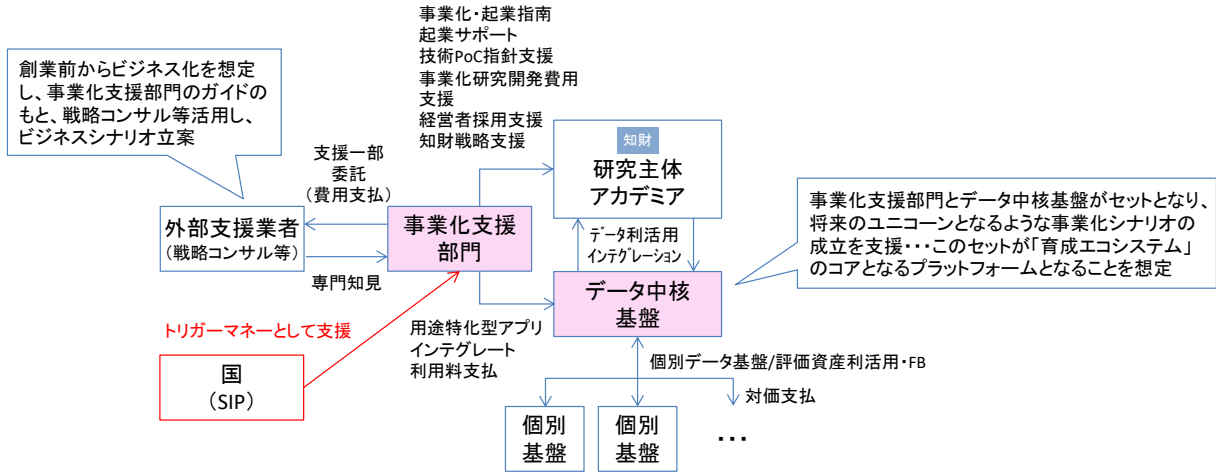 事業化・起業指南
起業サポート
技術PoC指針支援
事業化研究開発費用
支援
経営者採用支援
知財戦略支援
創業前からビジネス化を想定
し、事業化支援部門のガイドの
もと、戦略コンサル等活用し、
ビジネスシナリオ立案
知財
研究主体
アカデミア
支援一部
委託
（費用支払）
外部支援業者
（戦略コンサル等）
事業化支援
部門
専門知見
データ利活用
インテグレーション
事業化支援部門とデータ中核基盤がセットとなり、
将来のユニコーンとなるような事業化シナリオの
成立を支援・・・このセットが「育成エコシステム」
のコアとなるプラットフォームとなることを想定
データ中核
基盤
トリガーマネーとして支援
国
（SIP）
用途特化型アプリ
インテグレート
利用料支払
個別データ基盤/評価資産利活用・FB
対価支払
個別
基盤
個別
基盤
…